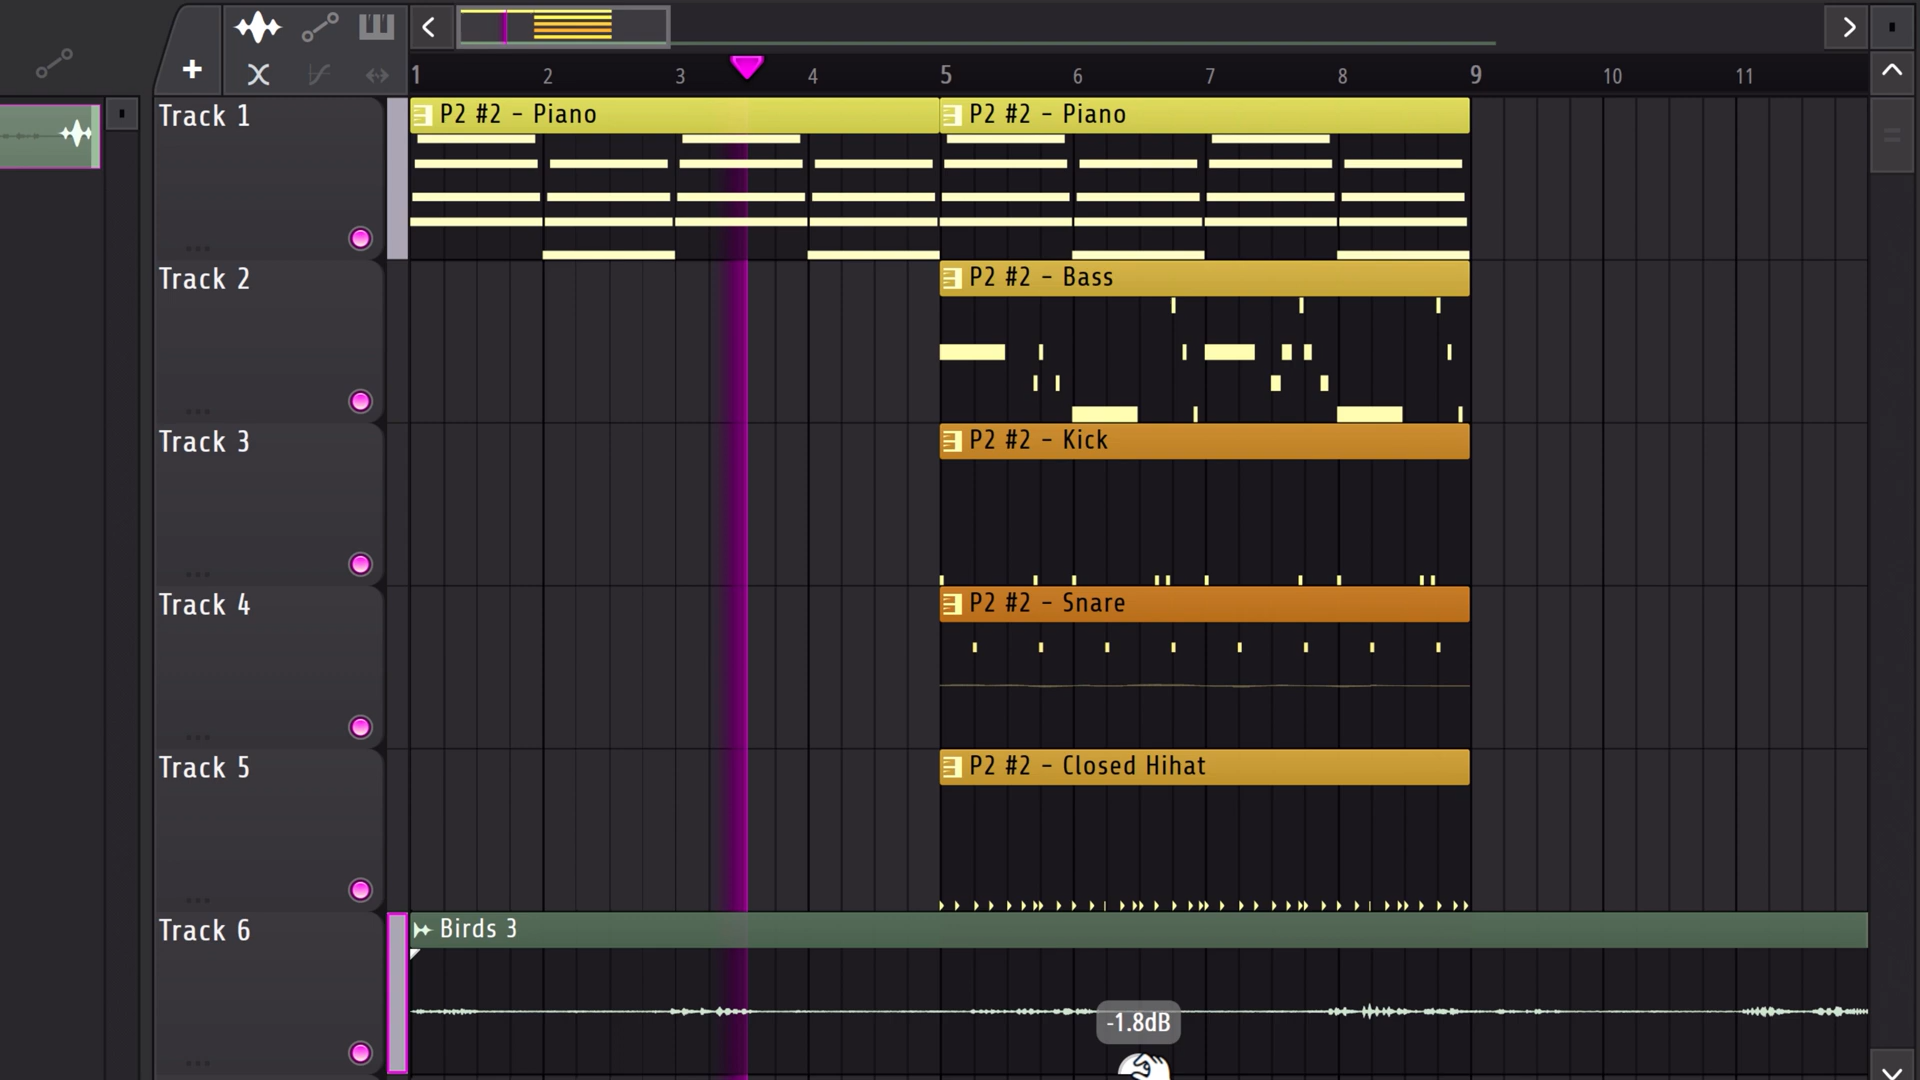 1 2 3 4 5 6 7 8 9 10 11
Track 1
P2 #2 - Piano
P2 #2 - Piano
Track 2
P2 #2 - Bass
Track 3
P2 #2 - Kick
Track 4
P2 #2 - Snare
Track 5
P2 #2 - Closed Hihat
Track 6
Birds 3
-1.8dB